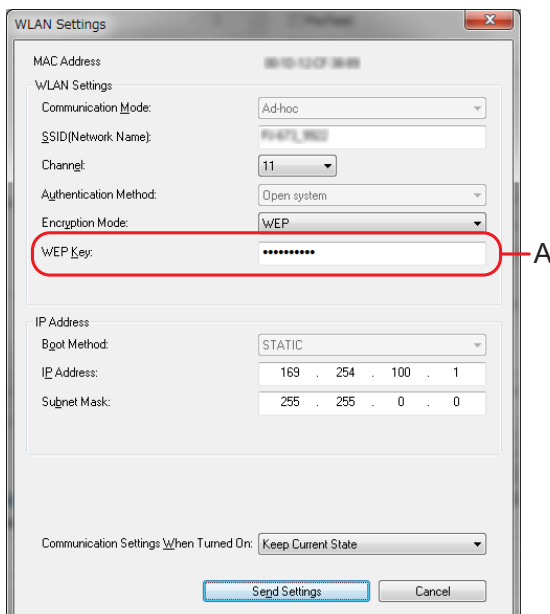 WLAN Settings
MAC Address
WLAN Settings
Communication Mode: Ad-hoc
SSID(Network Name):
Channel: 11
Authentication Method: Open system
Encryption Mode: WEP
WEP Key: ••••••••••
A
IP Address
Boot Method: STATIC
IP Address: 169 . 254 . 100 . 1
Subnet Mask: 255 . 255 . 0 . 0
Communication Settings When Turned On: Keep Current State
Send Settings Cancel